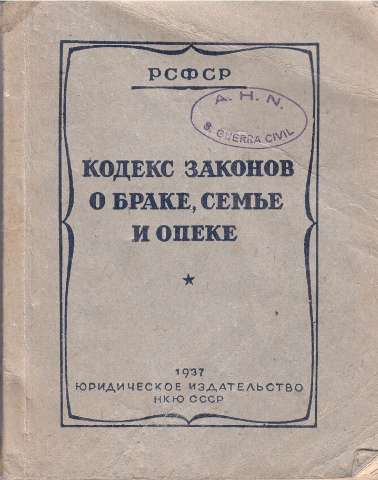 РСФСР
A. H. N.
S. GUERRA CIVIL
КОДЕКС ЗАКОНОВ
О БРАКЕ, СЕМЬЕ
И ОПЕКЕ
1937
ЮРИДИЧЕСКОЕ ИЗДАТЕЛЬСТВО
НКЮ СССР